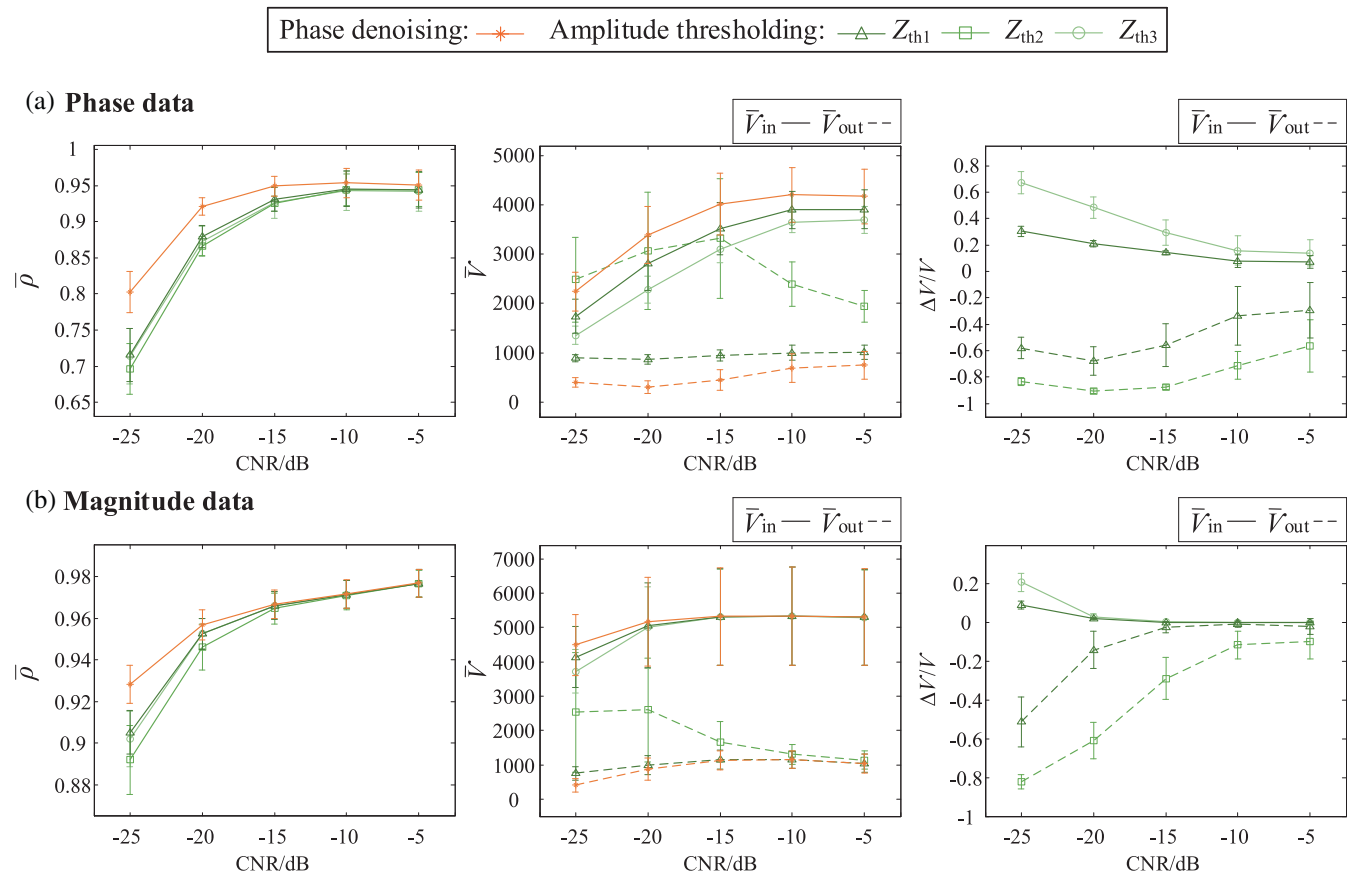 Phase denoising: Amplitude thresholding: Zth1 Zth2 Zth3
(a) Phase data
V̅in V̅out
V̅in V̅out
1
0.95
0.9
0.85
0.8
0.75
0.7
0.65
ρ̅
-25 -20 -15 -10 -5
CNR/dB
5000
4000
3000
2000
1000
0
V̅
-25 -20 -15 -10 -5
CNR/dB
0.8
0.6
0.4
0.2
0
-0.2
-0.4
-0.6
-0.8
-1
ΔV/V
-25 -20 -15 -10 -5
CNR/dB
(b) Magnitude data
V̅in V̅out
V̅in V̅out
0.98
0.96
0.94
0.92
0.9
0.88
ρ̅
-25 -20 -15 -10 -5
CNR/dB
7000
6000
5000
4000
3000
2000
1000
0
V̅
-25 -20 -15 -10 -5
CNR/dB
0.2
0
-0.2
-0.4
-0.6
-0.8
-1
ΔV/V
-25 -20 -15 -10 -5
CNR/dB